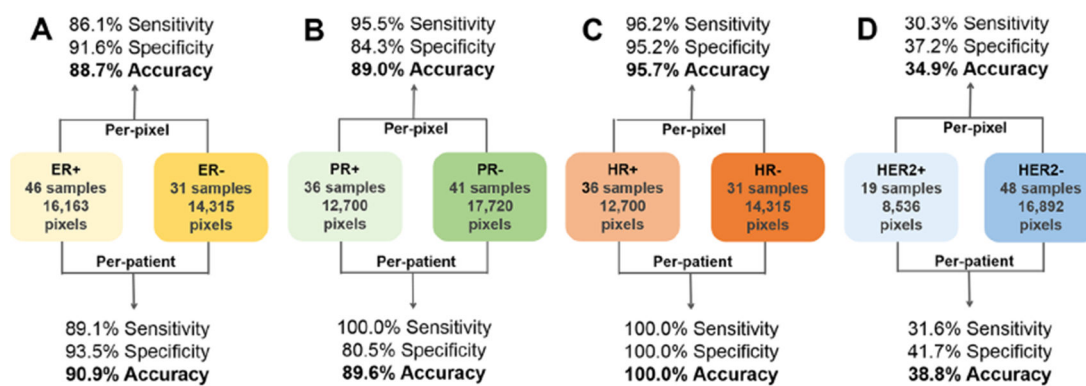 A
86.1% Sensitivity
91.6% Specificity
88.7% Accuracy
Per-pixel
ER+
46 samples
16,163
pixels
ER-
31 samples
14,315
pixels
Per-patient
89.1% Sensitivity
93.5% Specificity
90.9% Accuracy
B
95.5% Sensitivity
84.3% Specificity
89.0% Accuracy
Per-pixel
PR+
36 samples
12,700
pixels
PR-
41 samples
17,720
pixels
Per-patient
100.0% Sensitivity
80.5% Specificity
89.6% Accuracy
C
96.2% Sensitivity
95.2% Specificity
95.7% Accuracy
Per-pixel
HR+
36 samples
12,700
pixels
HR-
31 samples
14,315
pixels
Per-patient
100.0% Sensitivity
100.0% Specificity
100.0% Accuracy
D
30.3% Sensitivity
37.2% Specificity
34.9% Accuracy
Per-pixel
HER2+
19 samples
8,536
pixels
HER2-
48 samples
16,892
pixels
Per-patient
31.6% Sensitivity
41.7% Specificity
38.8% Accuracy